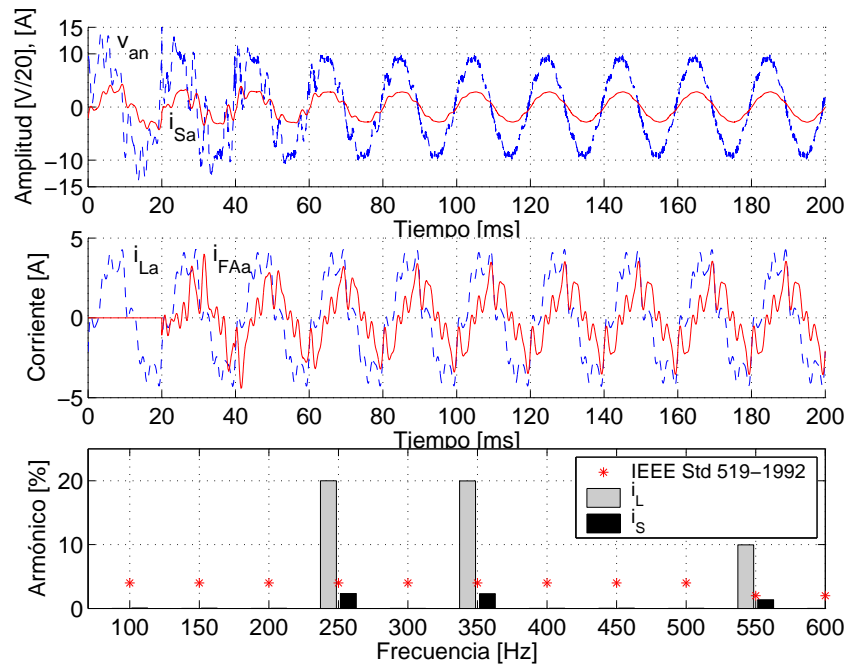 Amplitud [V/20], [A]
15
10
0
−10
−15
v_an
i_Sa
0 20 40 60 80 100 120 140 160 180 200
Tiempo [ms]
Corriente [A]
5
0
−5
i_La
i_FAa
0 20 40 60 80 100 120 140 160 180 200
Tiempo [ms]
Armónico [%]
20
10
0
IEEE Std 519−1992
i_L
i_S
100 150 200 250 300 350 400 450 500 550 600
Frecuencia [Hz]